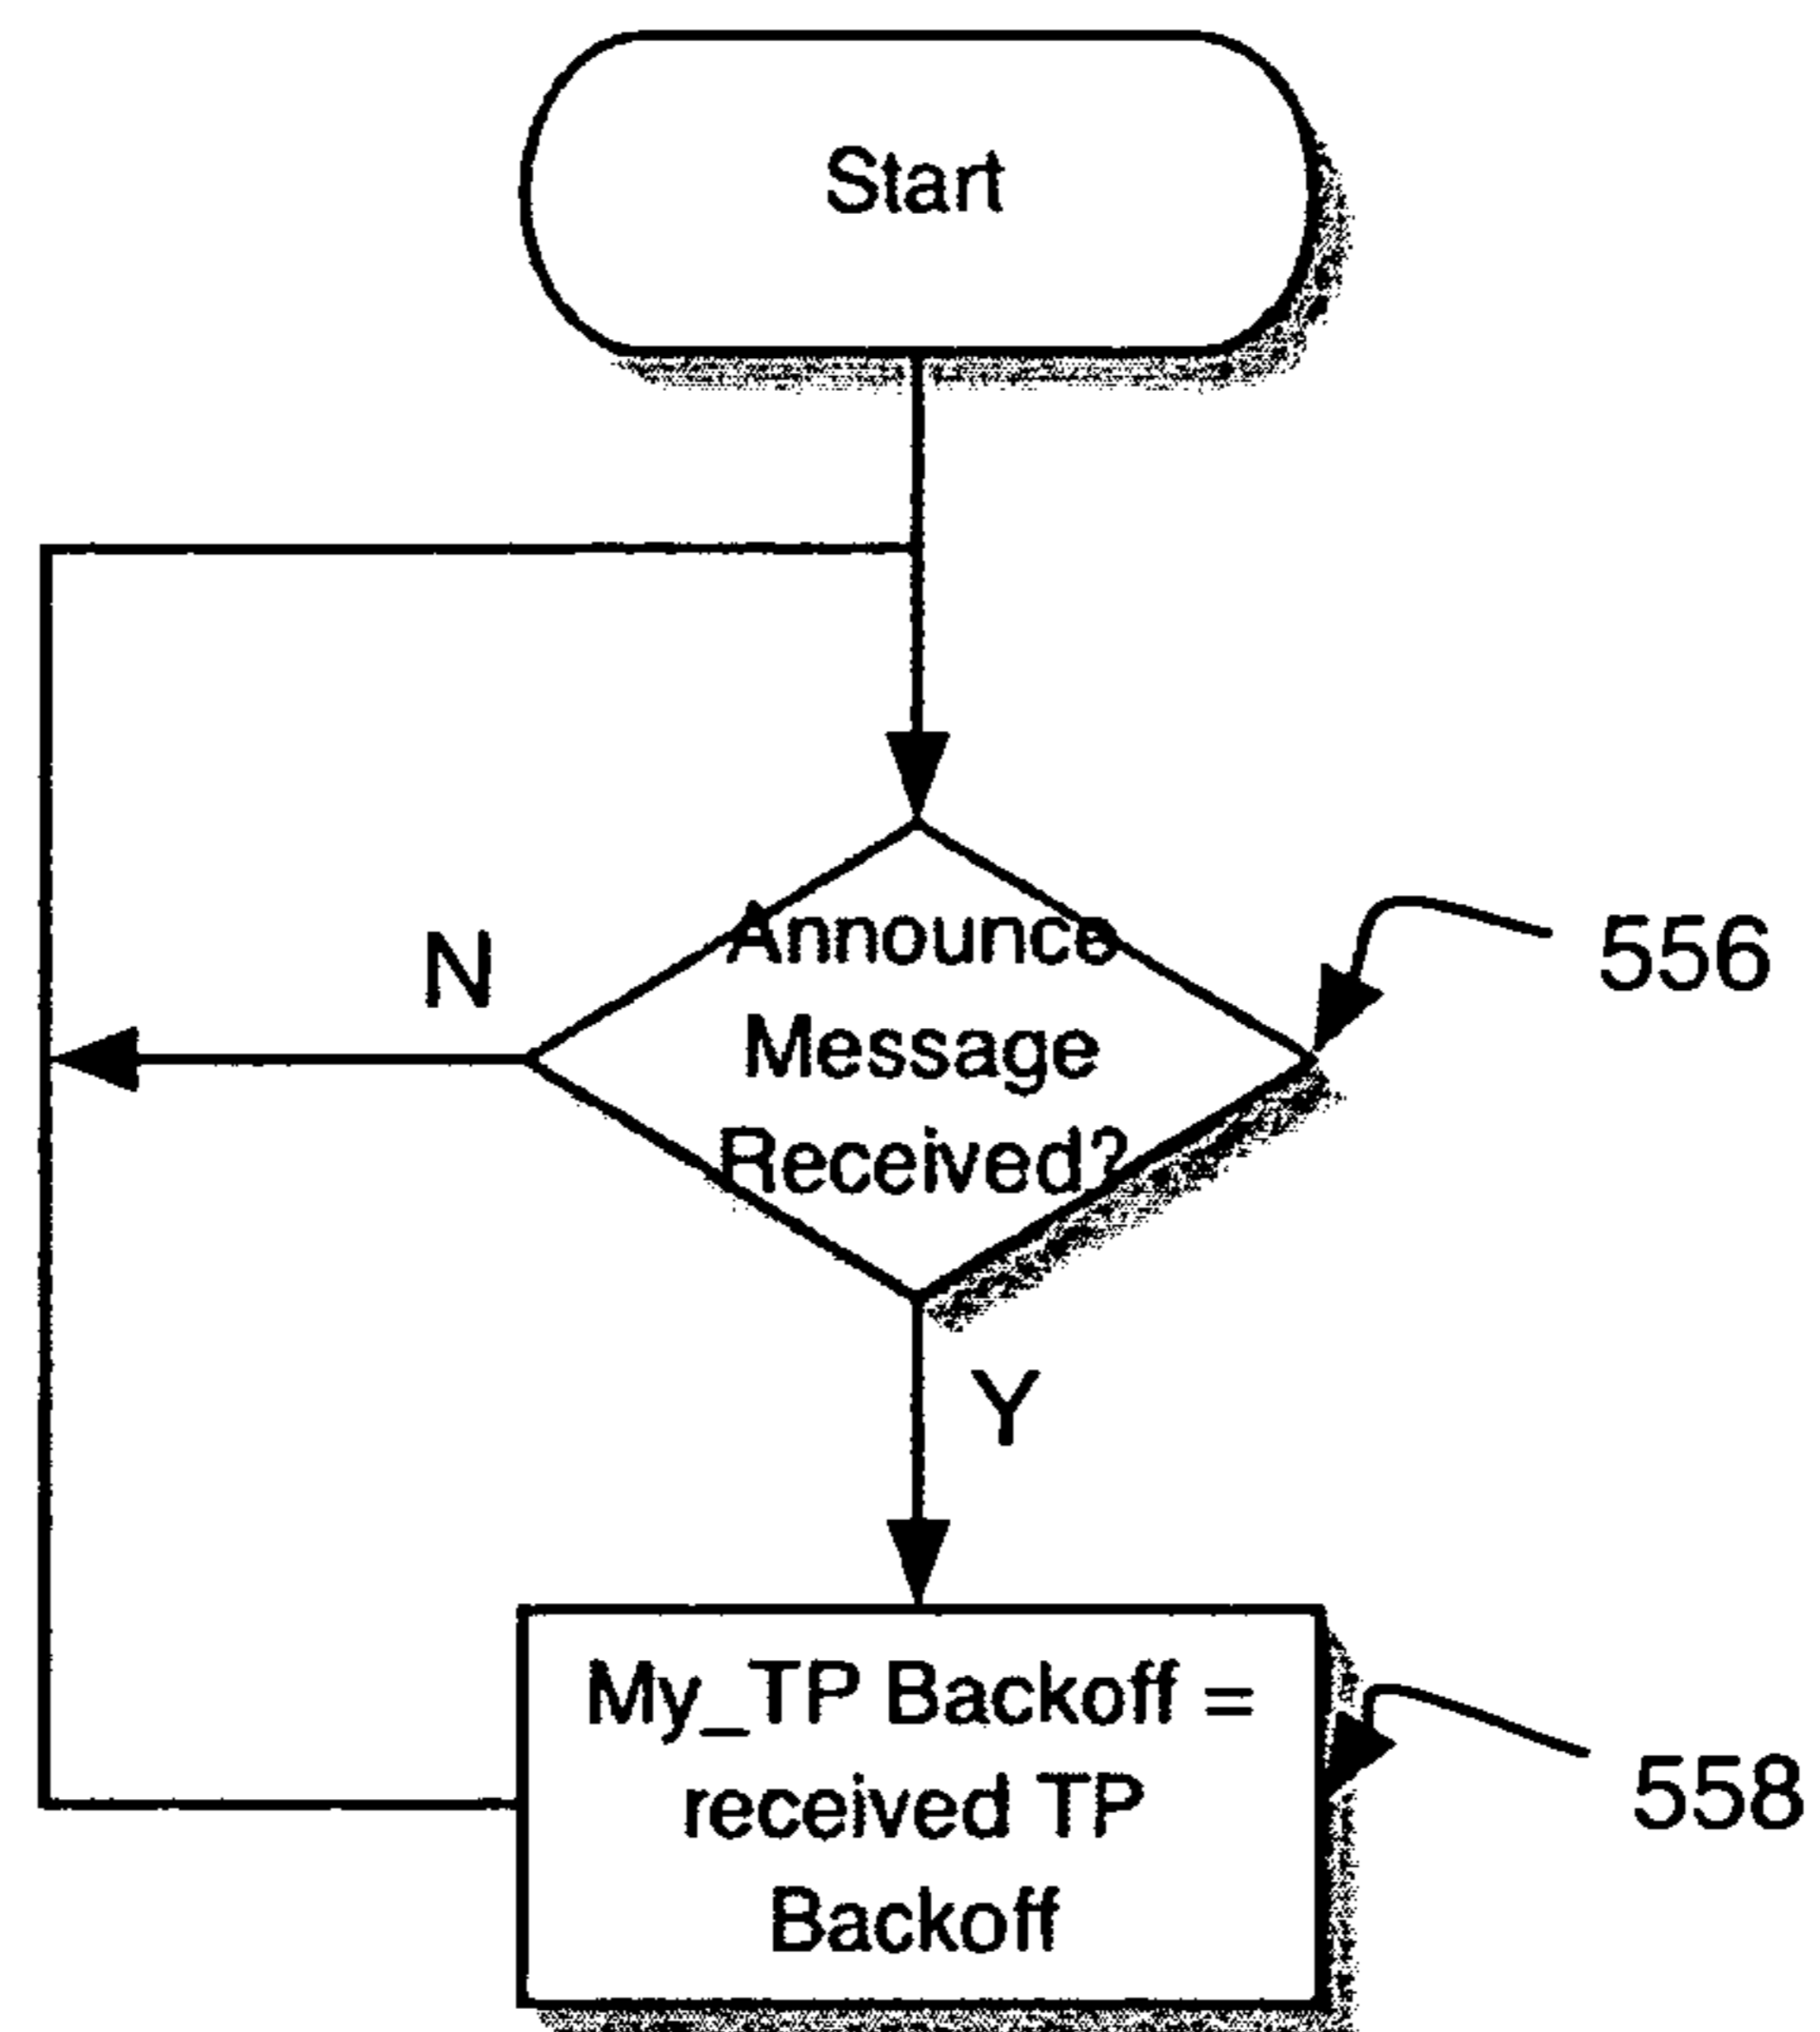 Start
N
Announce
Message
Received?
556
Y
My_TP Backoff =
received TP
Backoff
558